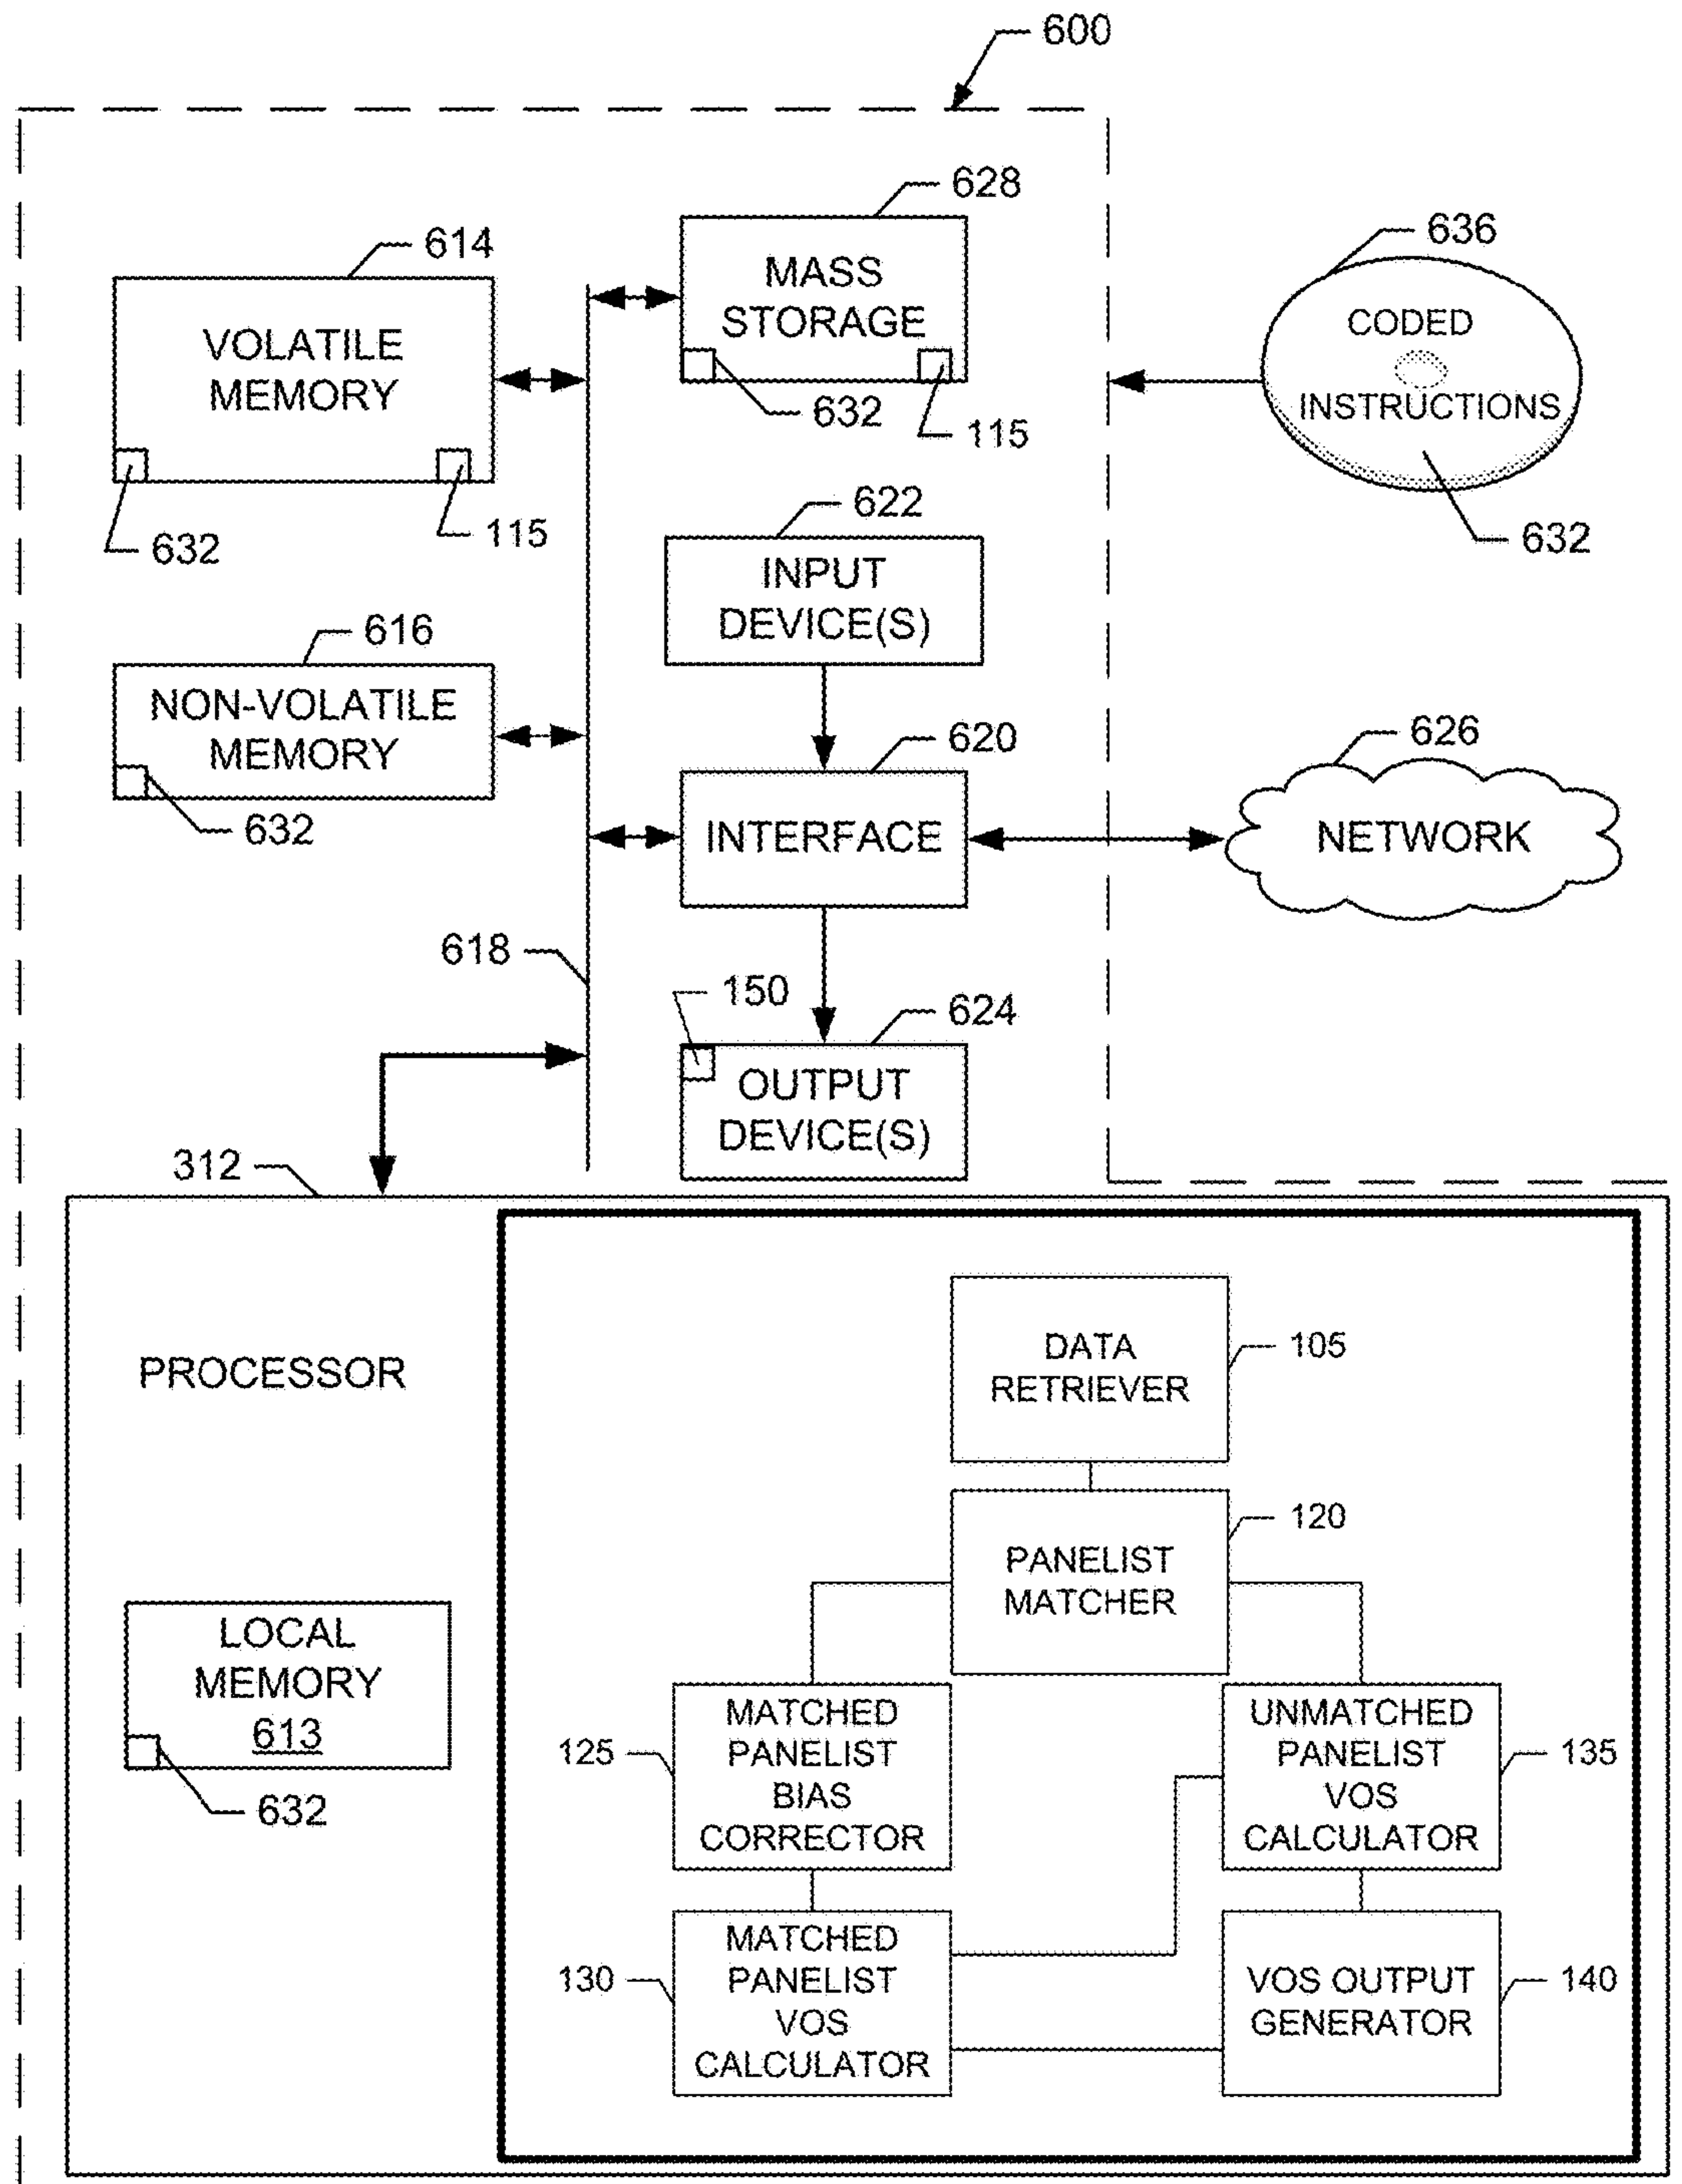 600
628
MASS
STORAGE
632
115
614
VOLATILE
MEMORY
632
115
636
CODED
INSTRUCTIONS
632
622
INPUT
DEVICE(S)
616
NON-VOLATILE
MEMORY
632
620
INTERFACE
626
NETWORK
618
150
624
OUTPUT
DEVICE(S)
312
PROCESSOR
LOCAL
MEMORY
613
632
DATA
RETRIEVER
105
PANELIST
MATCHER
120
MATCHED
PANELIST
BIAS
CORRECTOR
125
UNMATCHED
PANELIST
VOS
CALCULATOR
135
MATCHED
PANELIST
VOS
CALCULATOR
130
VOS OUTPUT
GENERATOR
140